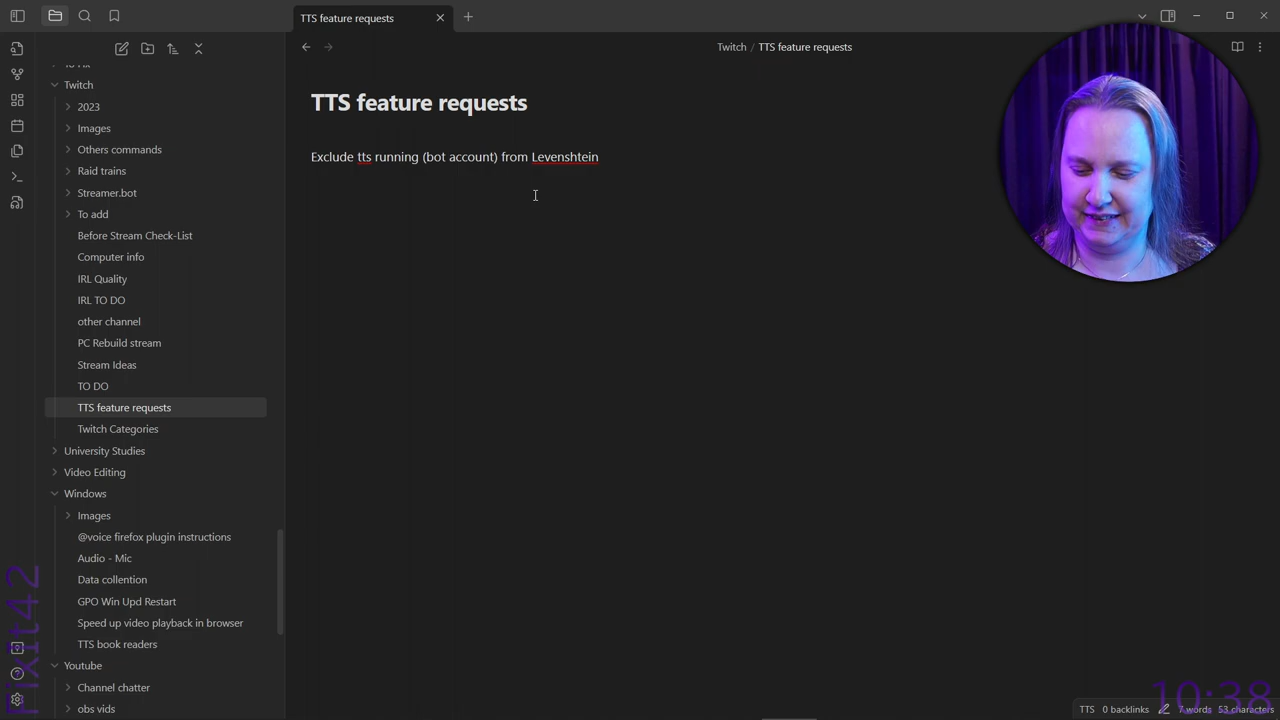 TTS feature requests
Twitch / TTS feature requests
To Fix
Twitch
2023
Images
Others commands
Raid trains
Streamer.bot
To add
Before Stream Check-List
Computer info
IRL Quality
IRL TO DO
other channel
PC Rebuild stream
Stream Ideas
TO DO
TTS feature requests
Twitch Categories
University Studies
Video Editing
Windows
Images
@voice firefox plugin instructions
Audio - Mic
Data collention
GPO Win Upd Restart
Speed up video playback in browser
TTS book readers
Youtube
Channel chatter
obs vids
TTS feature requests
Exclude tts running (bot account) from Levenshtein
Fixit42
10:38
TTS 0 backlinks 7 words 53 characters